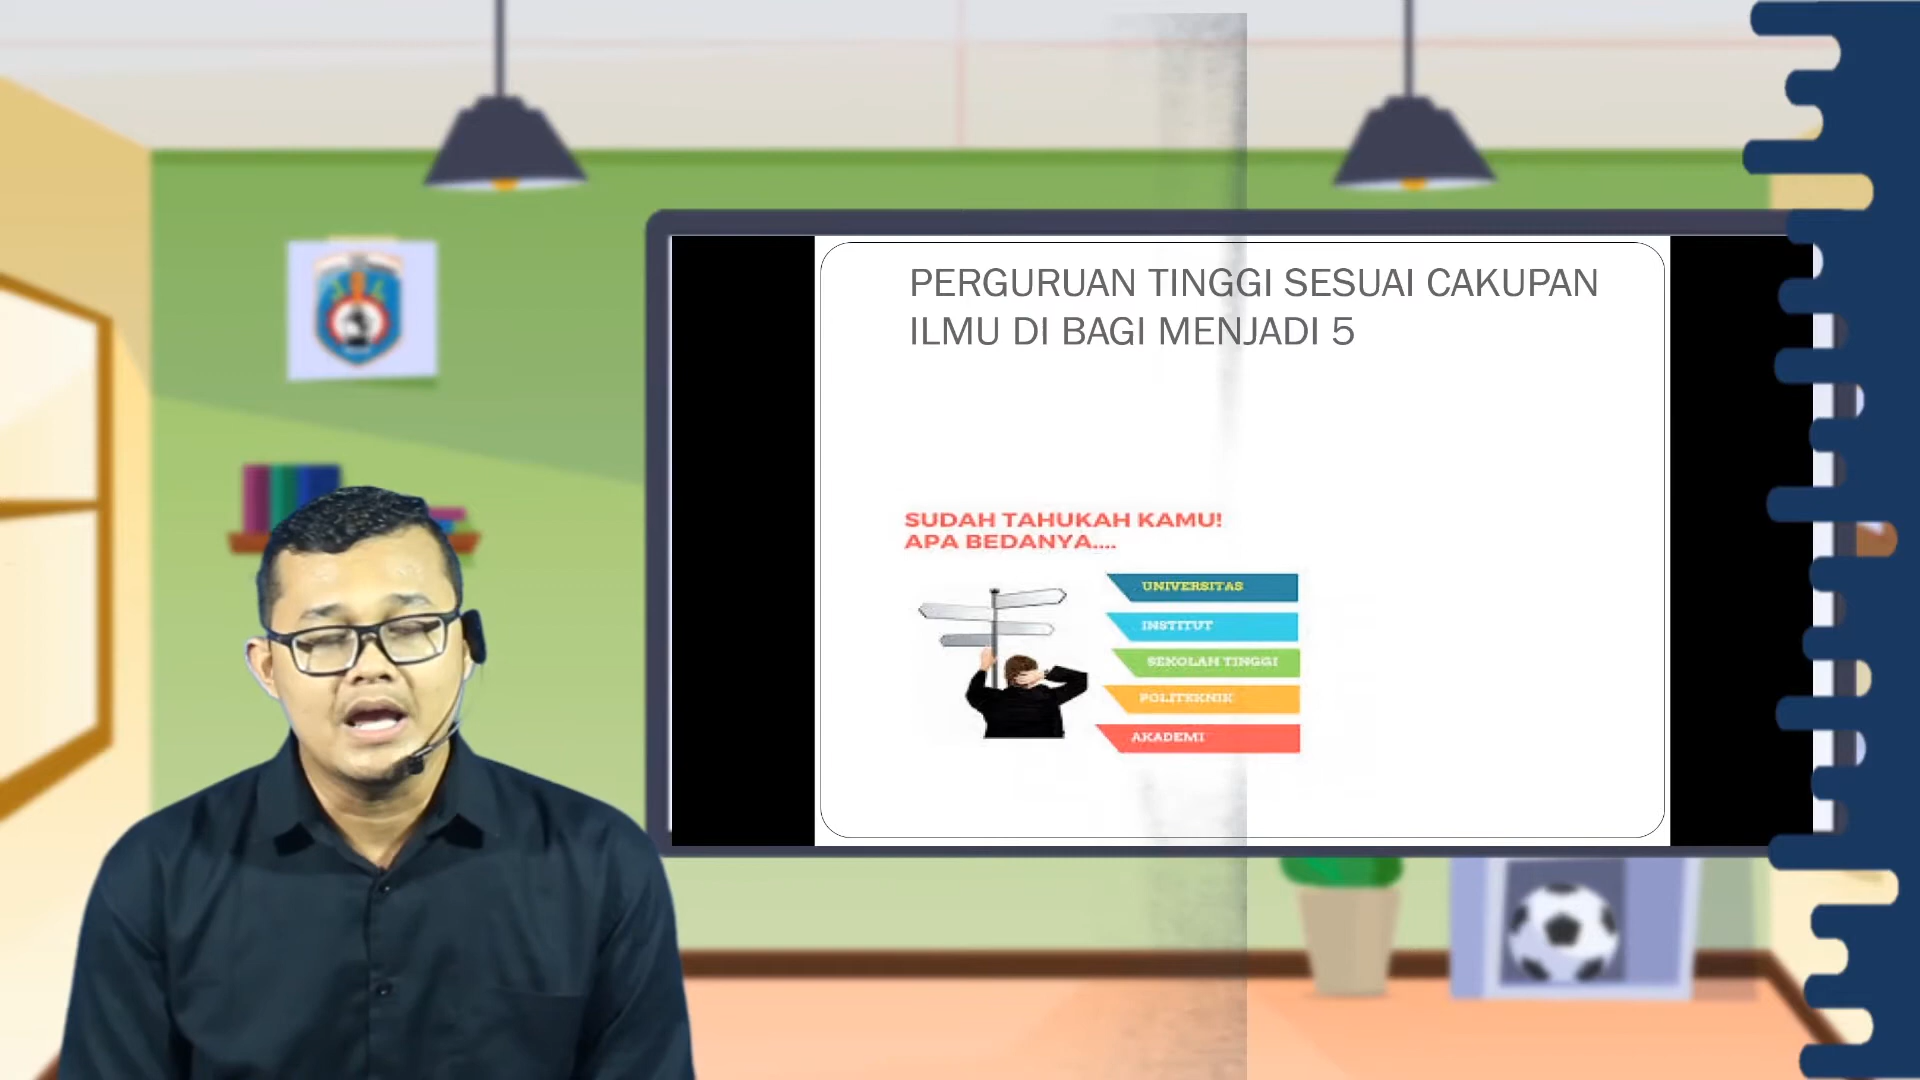 PERGURUAN TINGGI SESUAI CAKUPAN
ILMU DI BAGI MENJADI 5
SUDAH TAHUKAH KAMU!
APA BEDANYA....
UNIVERSITAS
INSTITUT
SEKOLAH TINGGI
POLITEKNIK
AKADEMI